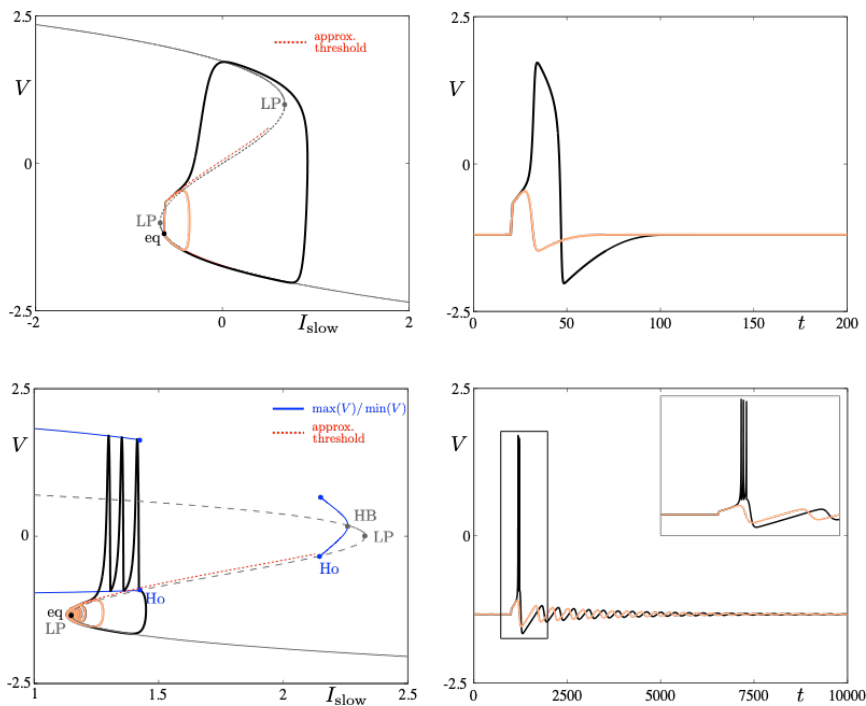 2.5
V
0
-2.5
-2
0
I_slow
2
approx.
threshold
LP
LP
eq
2.5
V
0
-2.5
0
50
100
150
t
200
2.5
V
0
-2.5
1
1.5
2
I_slow
2.5
max(V)/min(V)
approx.
threshold
HB
LP
Ho
Ho
eq
LP
2.5
V
0
-2.5
0
2500
5000
7500
t
10000